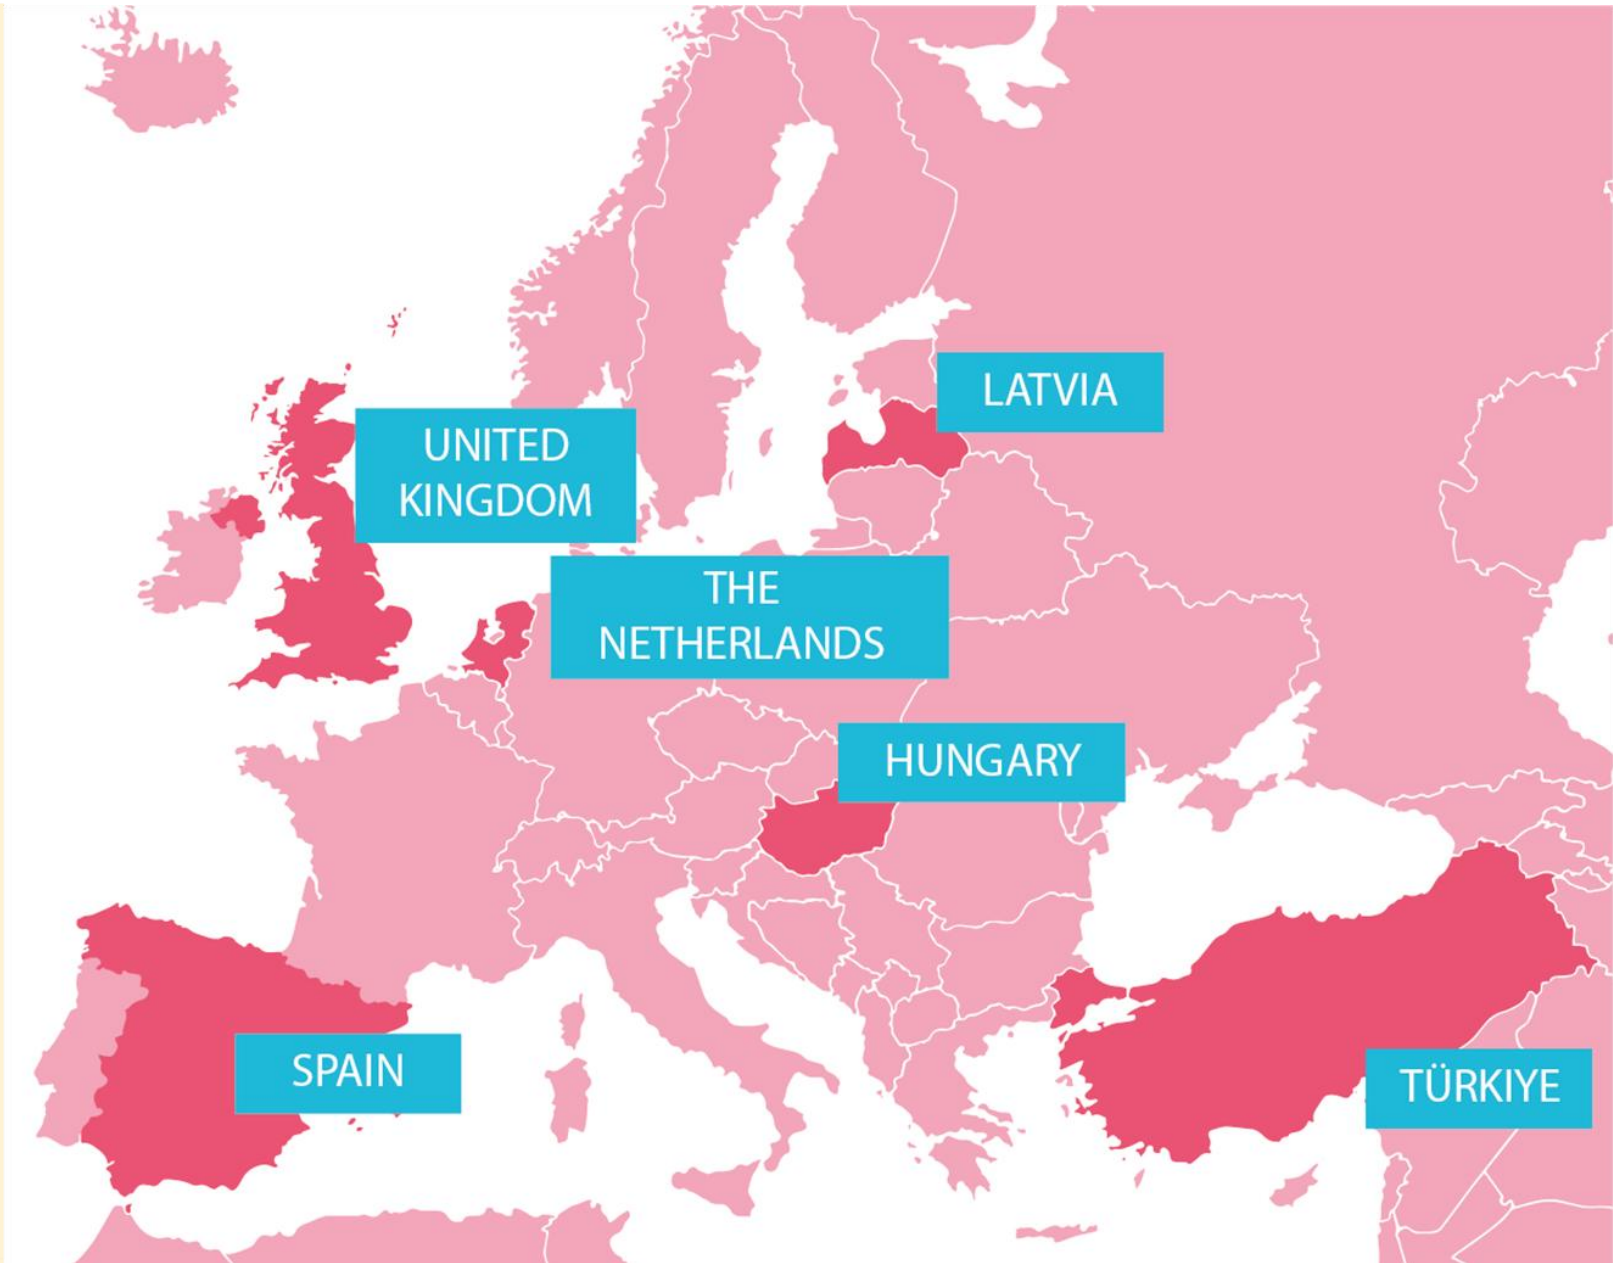 LATVIA
UNITED
KINGDOM
THE
NETHERLANDS
HUNGARY
SPAIN
TÜRKIYE